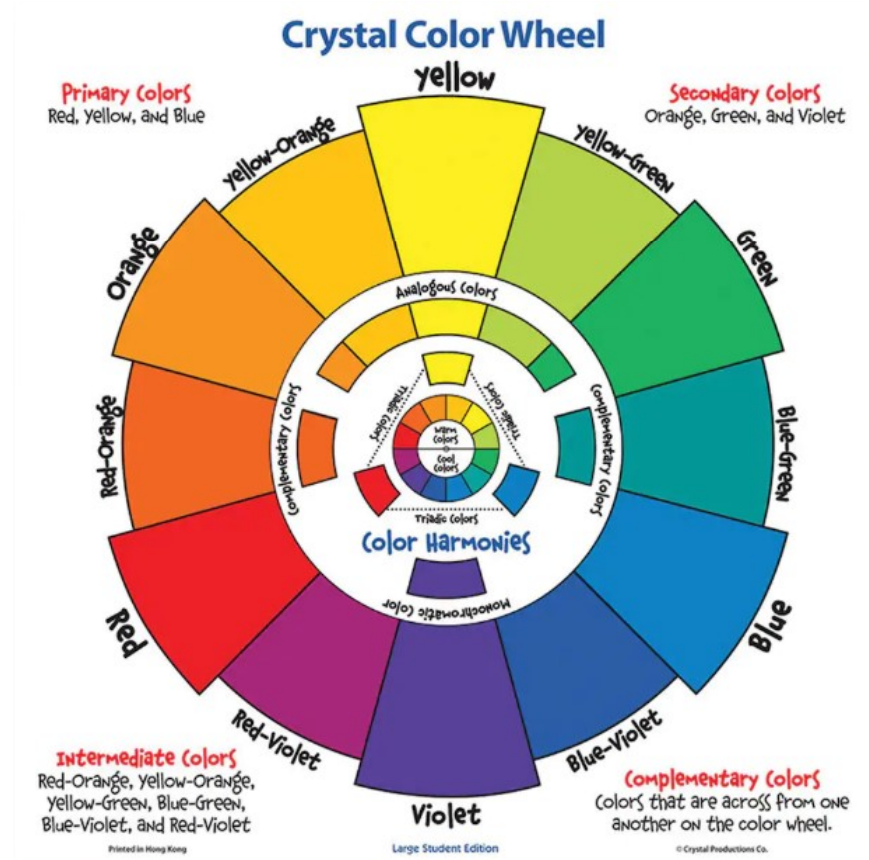 Crystal Color Wheel
Primary Colors
Red, Yellow, and Blue
Secondary Colors
Orange, Green, and Violet
Yellow
Yellow-Orange
Yellow-Green
Orange
Green
Red-Orange
Blue-Green
Red
Blue
Red-Violet
Blue-Violet
Violet
Analogous Colors
Complementary Colors
Complementary Colors
Triadic Colors
Triadic Colors
Warm
Colors
Cool
Colors
Triadic Colors
Color Harmonies
Monochromatic Color
Intermediate Colors
Red-Orange, Yellow-Orange,
Yellow-Green, Blue-Green,
Blue-Violet, and Red-Violet
Complementary Colors
Colors that are across from one
another on the color wheel.
Printed in Hong Kong
Large Student Edition
© Crystal Productions Co.